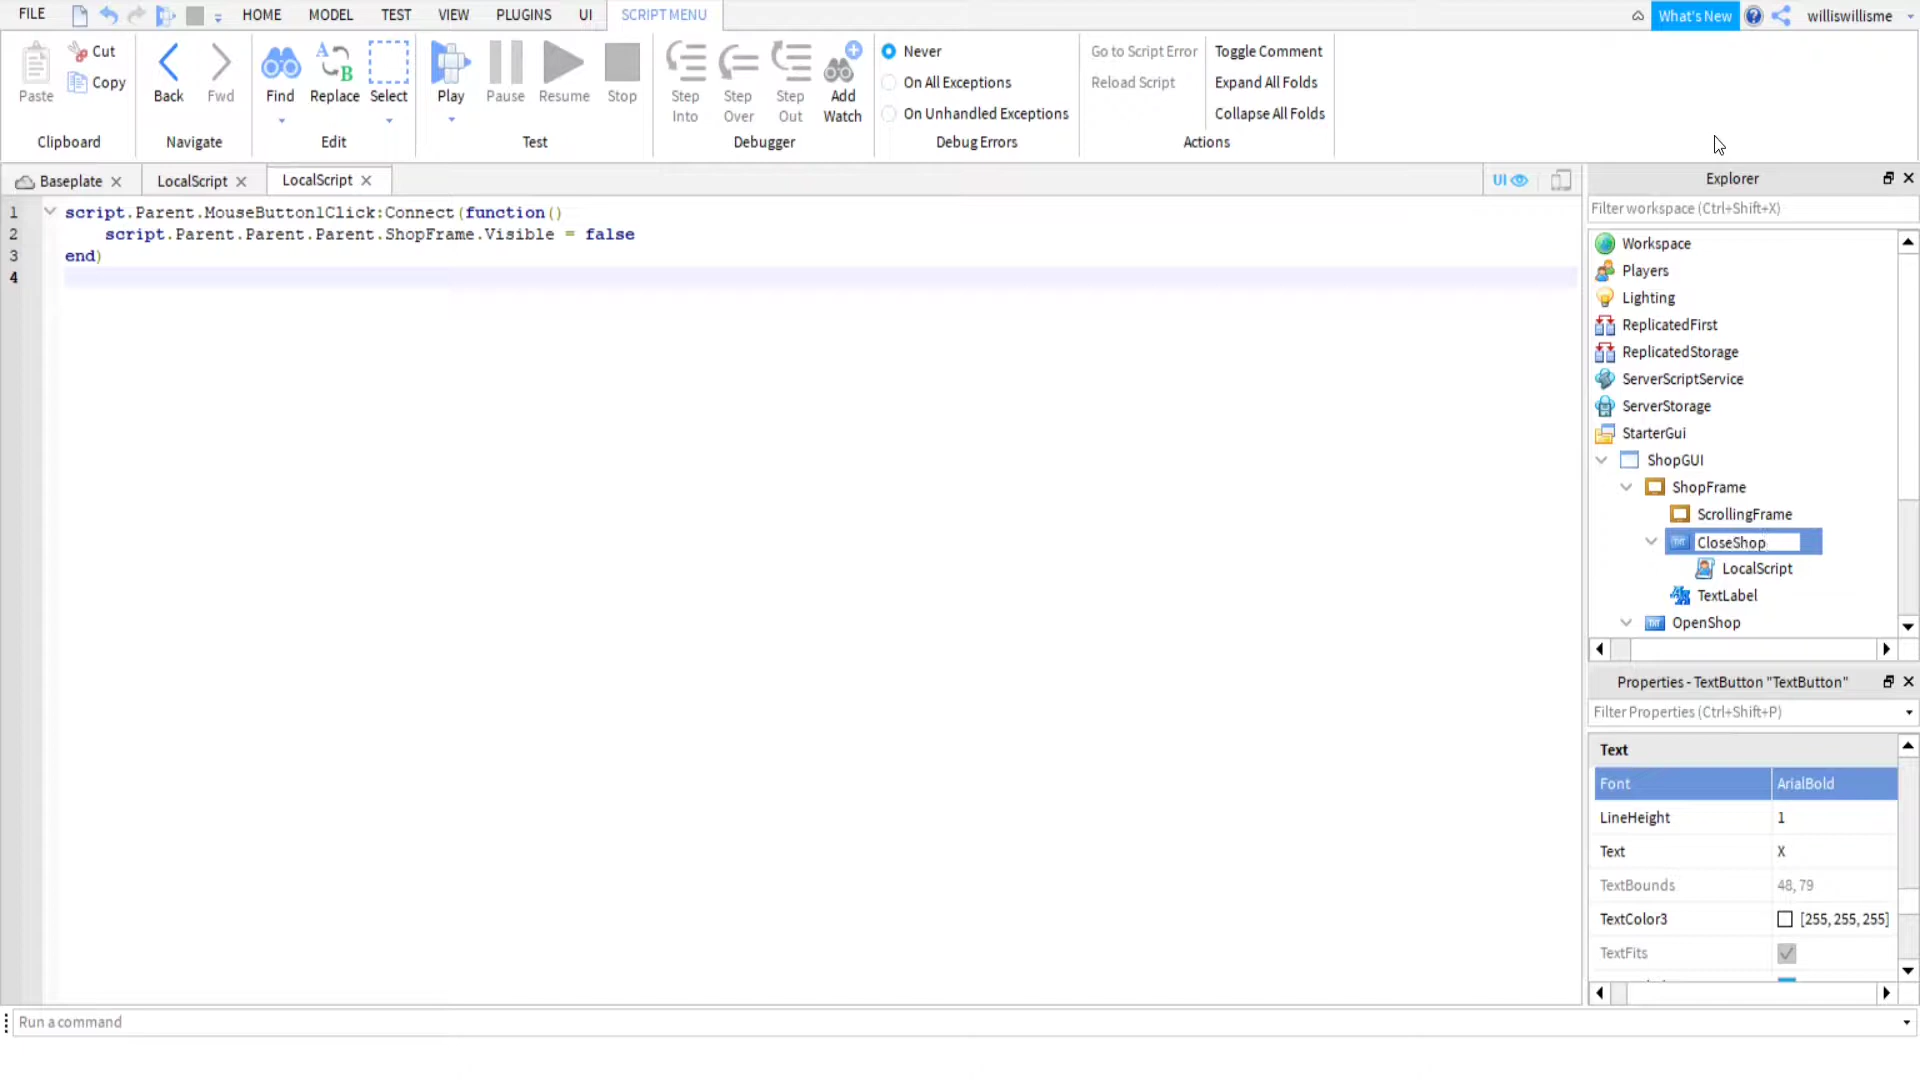 FILE
HOME
MODEL
TEST
VIEW
PLUGINS
UI
SCRIPT MENU
What's New
williswillisme
Paste
Cut
Copy
Clipboard
Back
Fwd
Navigate
Find
A
B
Replace
Select
Edit
Play
Pause
Resume
Stop
Test
Step Into
Step Over
Step Out
Add Watch
Debugger
Never
On All Exceptions
On Unhandled Exceptions
Debug Errors
Go to Script Error
Reload Script
Toggle Comment
Expand All Folds
Collapse All Folds
Actions
Baseplate
LocalScript
LocalScript
UI
1 script.Parent.MouseButton1Click:Connect(function()
2 script.Parent.Parent.Parent.ShopFrame.Visible = false
3 end)
4
Explorer
Filter workspace (Ctrl+Shift+X)
Workspace
Players
Lighting
ReplicatedFirst
ReplicatedStorage
ServerScriptService
ServerStorage
StarterGui
ShopGUI
ShopFrame
ScrollingFrame
TXT CloseShop
LocalScript
TextLabel
TXT OpenShop
Properties - TextButton "TextButton"
Filter Properties (Ctrl+Shift+P)
Text
Font ArialBold
LineHeight 1
Text X
TextBounds 48, 79
TextColor3 [255, 255, 255]
TextFits
Run a command